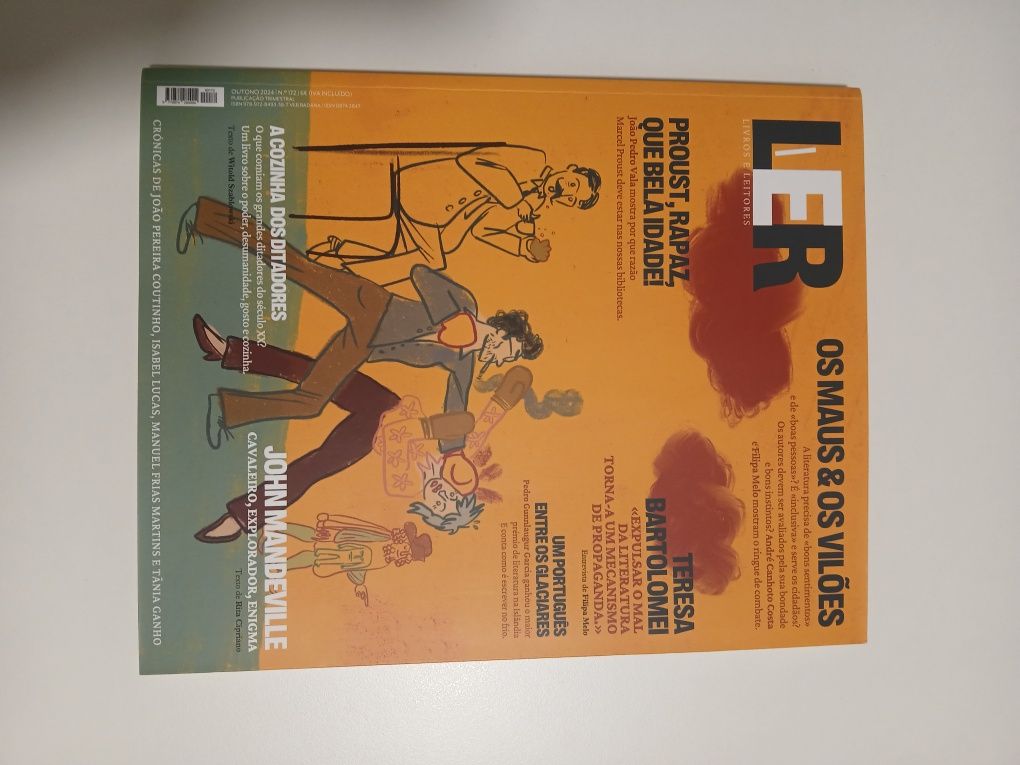 LER
LIVROS E LEITORES
OS MAUS & OS VILÕES
A literatura precisa de «bons sentimentos»
e de «boas pessoas»? É «inclusiva» e serve os cidadãos?
Os autores devem ser avaliados pela sua bondade
e bons instintos? André Canhoto Costa
e Filipa Melo mostram o ringue de combate.
PROUST, RAPAZ,
QUE BELA IDADE!
João Pedro Vala mostra por que razão
Marcel Proust deve estar nas nossas bibliotecas.
TERESA
BARTOLOMEI
«EXPULSAR O MAL
DA LITERATURA
TORNA-A UM MECANISMO
DE PROPAGANDA.»
Entrevista de Filipa Melo
UM PORTUGUÊS
ENTRE OS GLACIARES
Pedro Gunnlaugur Garcia ganhou o maior
prémio de literatura na Islândia
E conta como é escrever no frio.
A COZINHA DOS DITADORES
O que comiam os grandes ditadores do século XX?
Um livro sobre o poder, desumanidade, gosto e cozinha.
Texto de Witold Szabłowski
JOHN MANDEVILLE
CAVALEIRO, EXPLORADOR, ENIGMA
Texto de Rita Cipriano
OUTONO 2024 | N.º 172 | 6€ (IVA INCLUÍDO)
PUBLICAÇÃO TRIMESTRAL
CRÓNICAS DE JOÃO PEREIRA COUTINHO, ISABEL LUCAS, MANUEL FRIAS MARTINS E TÂNIA GANHO